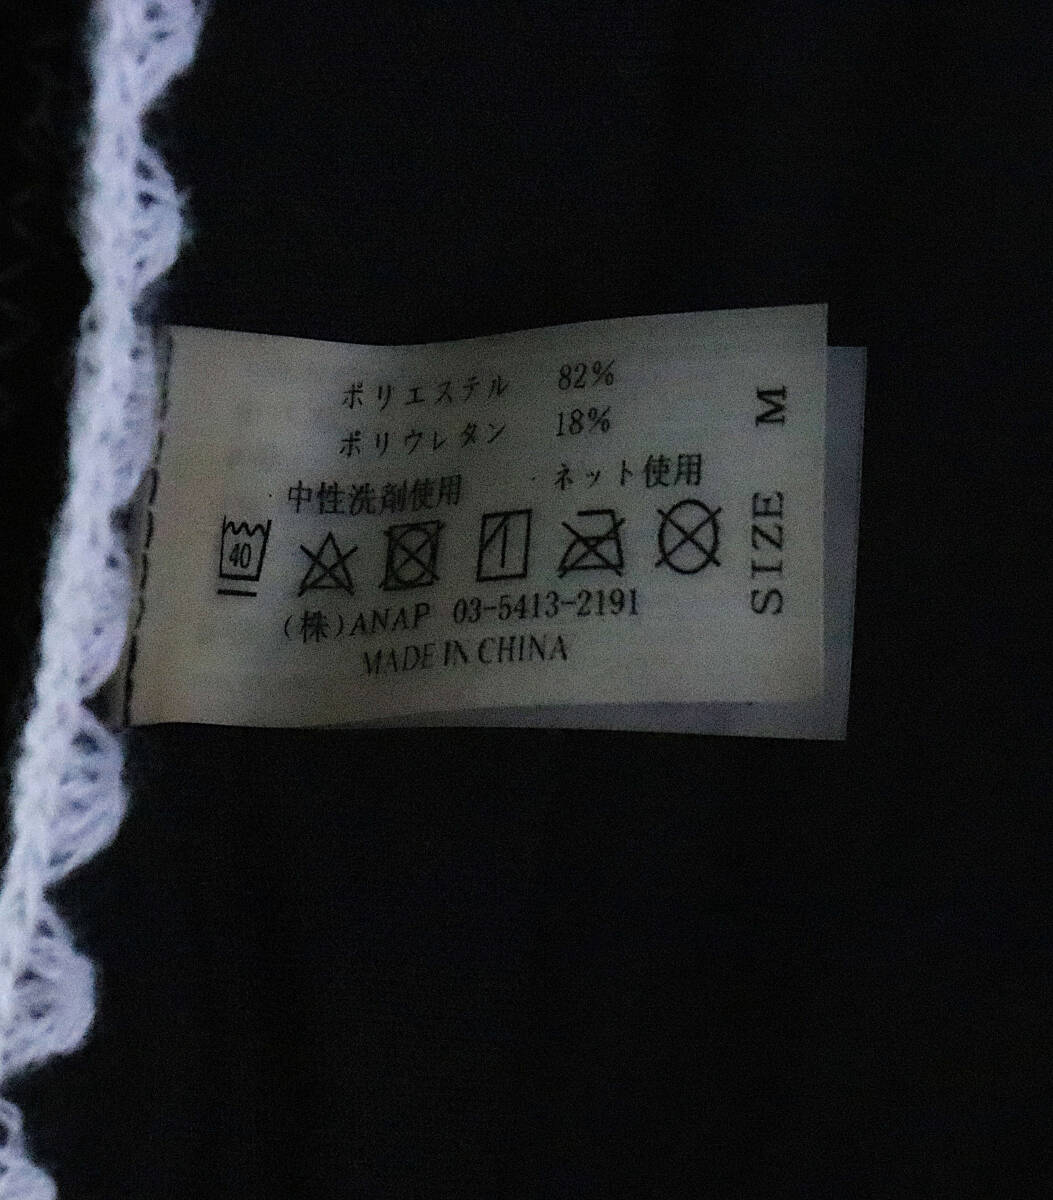 ポリエステル 82%
ポリウレタン 18%
中性洗剤使用 ネット使用
40
(株)ANAP 03-5413-2191
MADE IN CHINA
SIZE M